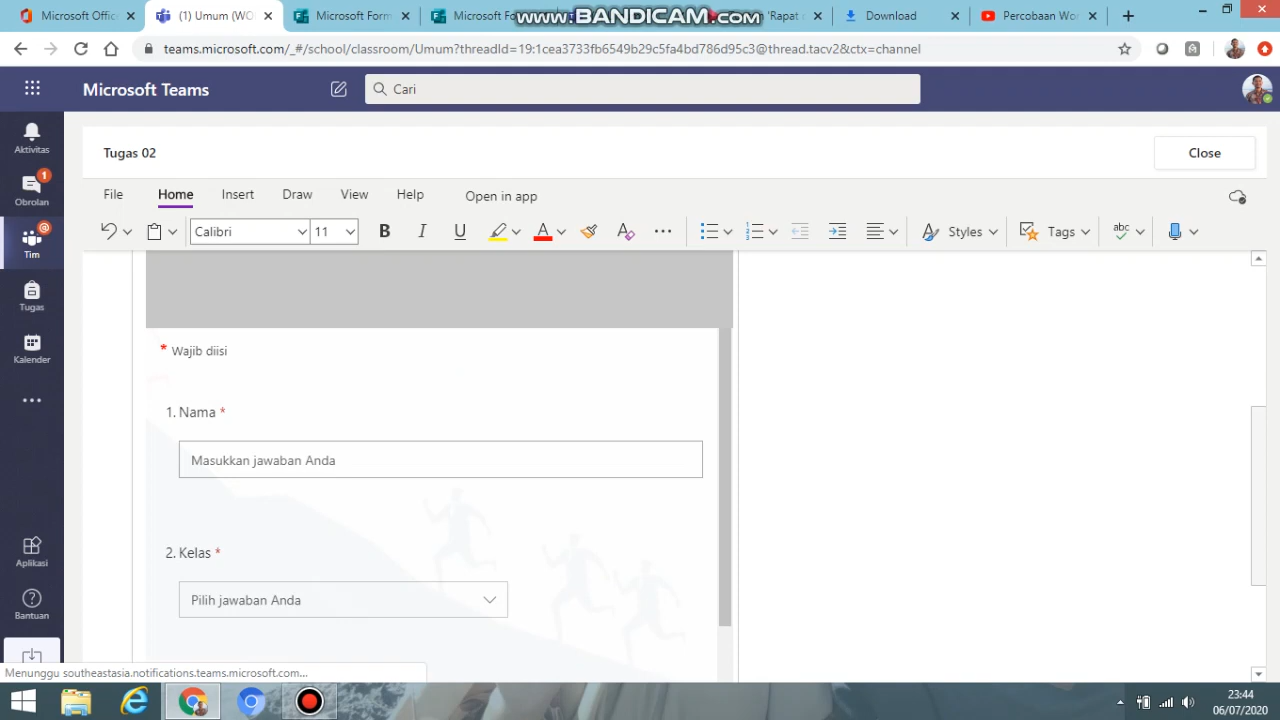 Microsoft Offic
(1) Umum (WO
Microsoft Form
Microsoft Fo
www.BANDICAM.com
'Rapat
Download
Percobaan Wo
teams.microsoft.com/_#/school/classroom/Umum?threadId=19:1cea3733fb6549b29c5fa4bd786d95c3@thread.tacv2&ctx=channel
Microsoft Teams
Cari
Aktivitas
1
Obrolan
@
Tim
Tugas
Kalender
Aplikasi
Bantuan
Tugas 02
Close
File Home Insert Draw View Help Open in app
Calibri 11 B I U A A Styles Tags abc
* Wajib diisi
1. Nama *
Masukkan jawaban Anda
2. Kelas *
Pilih jawaban Anda
Menunggu southeastasia.notifications.teams.microsoft.com...
23:44
06/07/2020